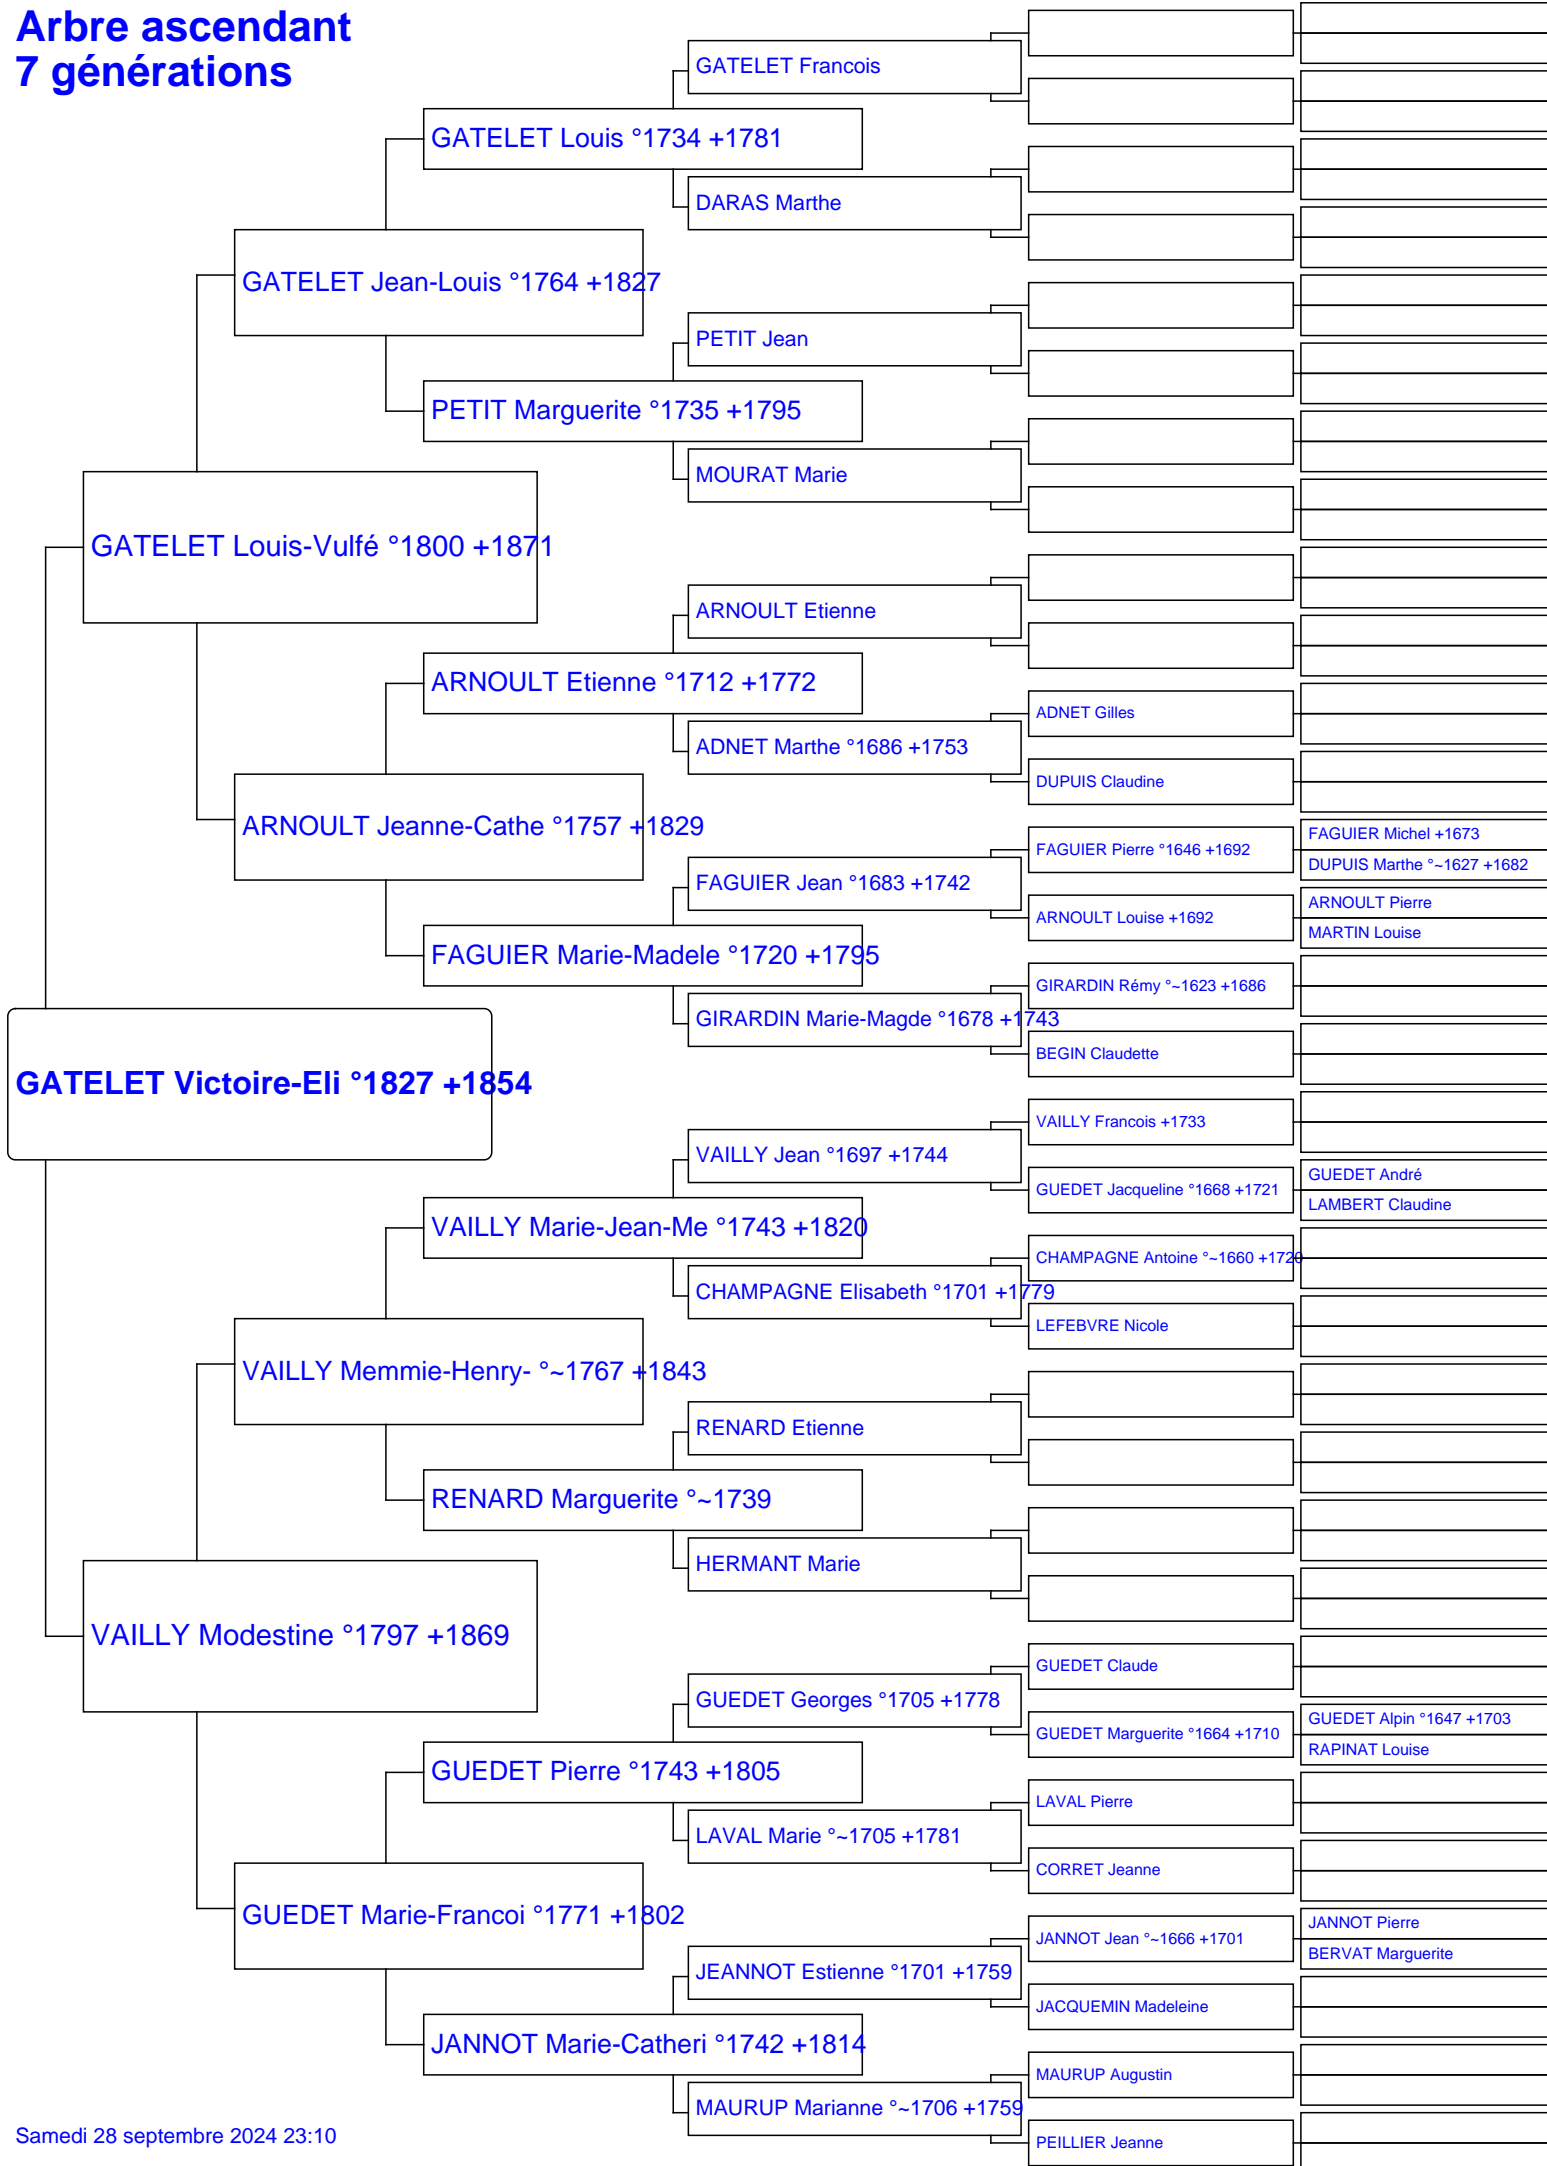 Arbre ascendant
7 générations
GATELET Francois
GATELET Louis °1734 +1781
DARAS Marthe
GATELET Jean-Louis °1764 +1827
PETIT Jean
PETIT Marguerite °1735 +1795
MOURAT Marie
GATELET Louis-Vulfé °1800 +1871
ARNOULT Etienne
ARNOULT Etienne °1712 +1772
ADNET Gilles
ADNET Marthe °1686 +1753
DUPUIS Claudine
ARNOULT Jeanne-Cathe °1757 +1829
FAGUIER Michel +1673
FAGUIER Pierre °1646 +1692
DUPUIS Marthe °~1627 +1682
FAGUIER Jean °1683 +1742
ARNOULT Pierre
ARNOULT Louise +1692
MARTIN Louise
FAGUIER Marie-Madele °1720 +1795
GIRARDIN Rémy °~1623 +1686
GIRARDIN Marie-Magde °1678 +1743
BEGIN Claudette
GATELET Victoire-Eli °1827 +1854
VAILLY Francois +1733
VAILLY Jean °1697 +1744
GUEDET André
GUEDET Jacqueline °1668 +1721
LAMBERT Claudine
VAILLY Marie-Jean-Me °1743 +1820
CHAMPAGNE Antoine °~1660 +1720
CHAMPAGNE Elisabeth °1701 +1779
LEFEBVRE Nicole
VAILLY Memmie-Henry- °~1767 +1843
RENARD Etienne
RENARD Marguerite °~1739
HERMANT Marie
VAILLY Modestine °1797 +1869
GUEDET Claude
GUEDET Georges °1705 +1778
GUEDET Alpin °1647 +1703
GUEDET Marguerite °1664 +1710
RAPINAT Louise
GUEDET Pierre °1743 +1805
LAVAL Pierre
LAVAL Marie °~1705 +1781
CORRET Jeanne
GUEDET Marie-Francoi °1771 +1802
JANNOT Pierre
JANNOT Jean °~1666 +1701
BERVAT Marguerite
JEANNOT Estienne °1701 +1759
JACQUEMIN Madeleine
JANNOT Marie-Catheri °1742 +1814
MAURUP Augustin
MAURUP Marianne °~1706 +1759
PEILLIER Jeanne
Samedi 28 septembre 2024 23:10